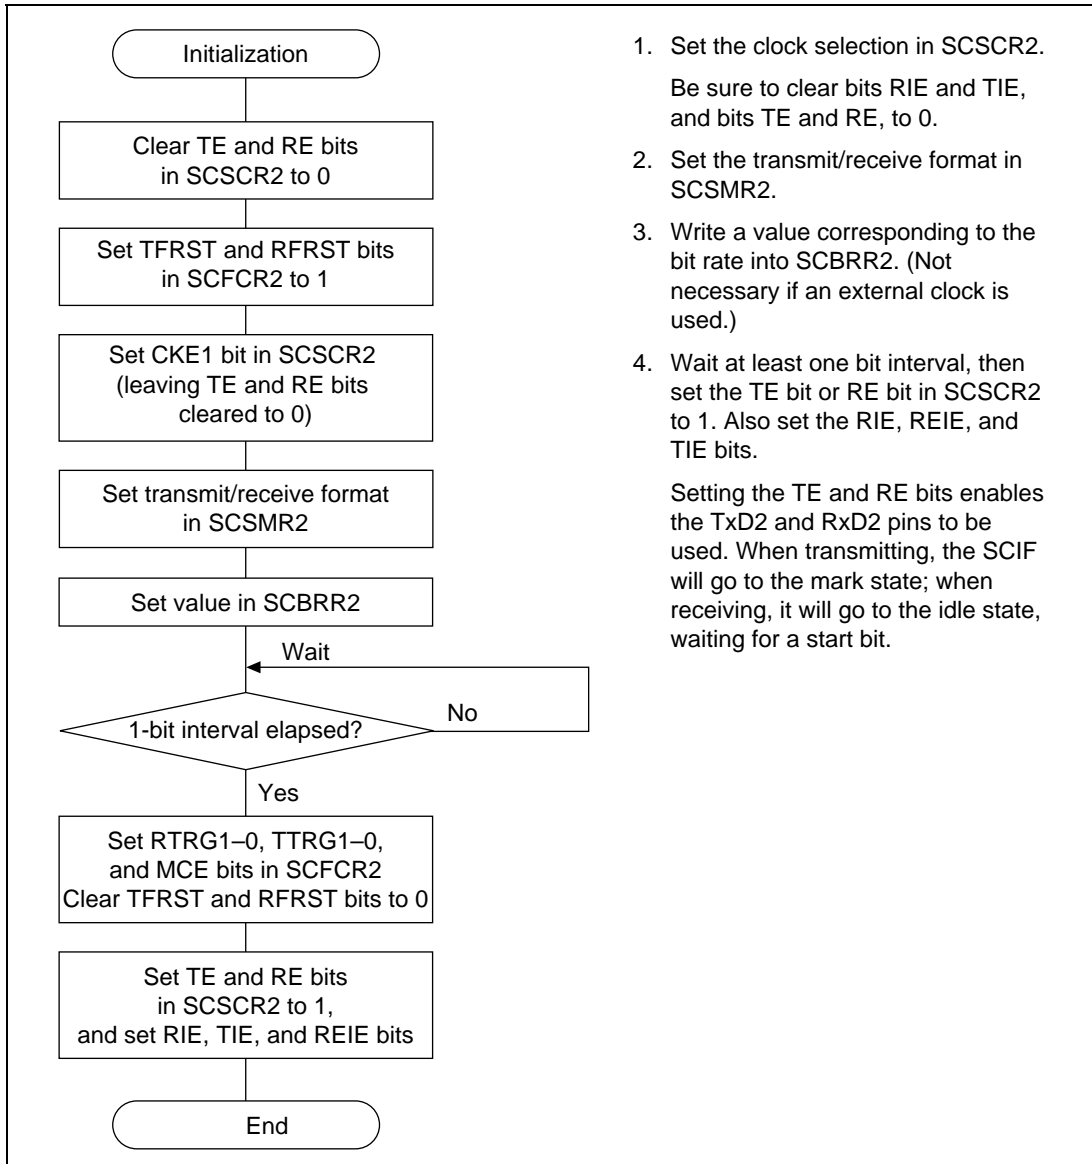 Initialization
Clear TE and RE bits
in SCSCR2 to 0
Set TFRST and RFRST bits
in SCFCR2 to 1
Set CKE1 bit in SCSCR2
(leaving TE and RE bits
cleared to 0)
Set transmit/receive format
in SCSMR2
Set value in SCBRR2
Wait
1-bit interval elapsed?
No
Yes
Set RTRG1–0, TTRG1–0,
and MCE bits in SCFCR2
Clear TFRST and RFRST bits to 0
Set TE and RE bits
in SCSCR2 to 1,
and set RIE, TIE, and REIE bits
End
1. Set the clock selection in SCSCR2.
Be sure to clear bits RIE and TIE,
and bits TE and RE, to 0.
2. Set the transmit/receive format in
SCSMR2.
3. Write a value corresponding to the
bit rate into SCBRR2. (Not
necessary if an external clock is
used.)
4. Wait at least one bit interval, then
set the TE bit or RE bit in SCSCR2
to 1. Also set the RIE, REIE, and
TIE bits.
Setting the TE and RE bits enables
the TxD2 and RxD2 pins to be
used. When transmitting, the SCIF
will go to the mark state; when
receiving, it will go to the idle state,
waiting for a start bit.